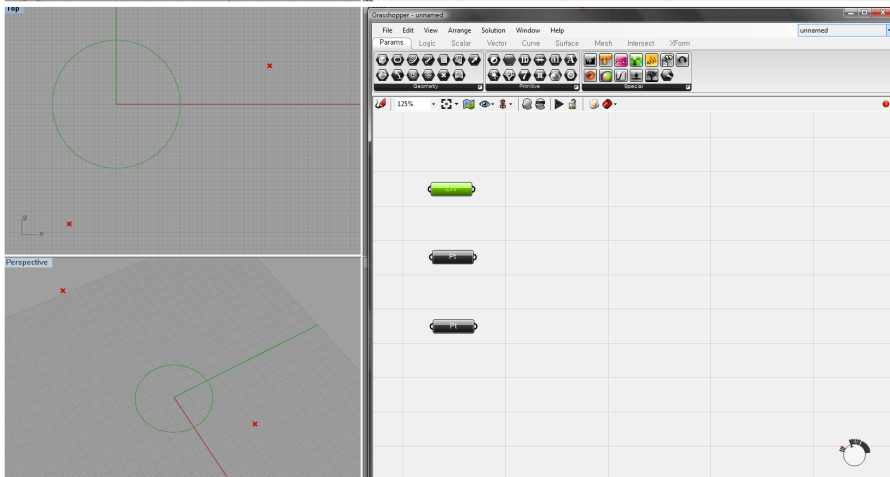 Top
Grasshopper - unnamed
File Edit View Arrange Solution Window Help
unnamed
Params Logic Scalar Vector Curve Surface Mesh Intersect XForm
Geometry Primitive Special
125%
Crv
Pt
Perspective
Pt